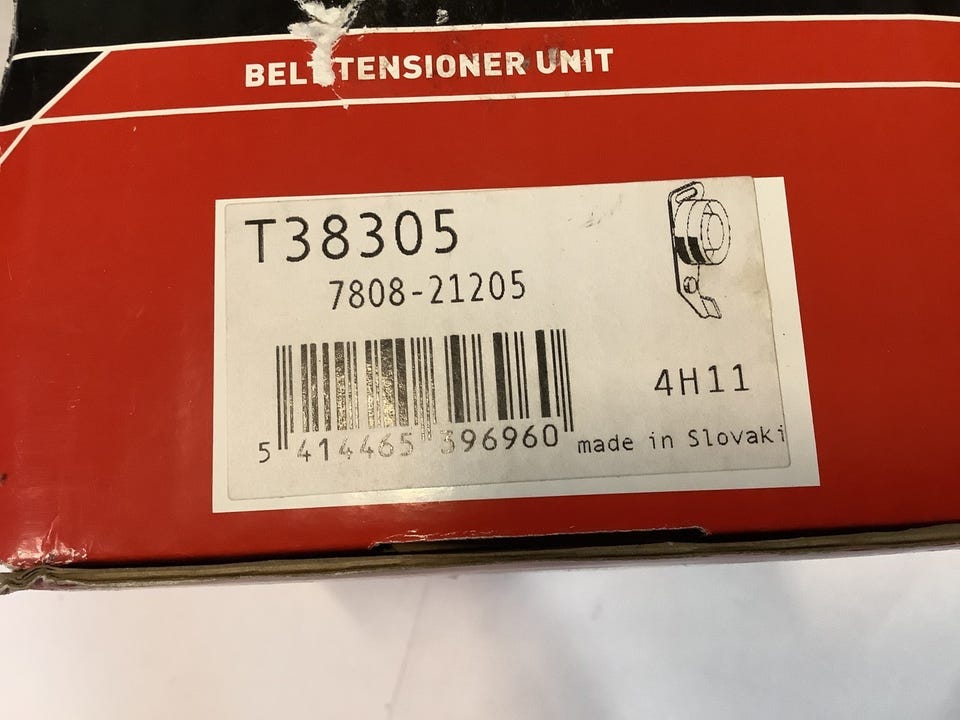 BELT TENSIONER UNIT
T38305
7808-21205
4H11
5 414465 396960
made in Slovaki